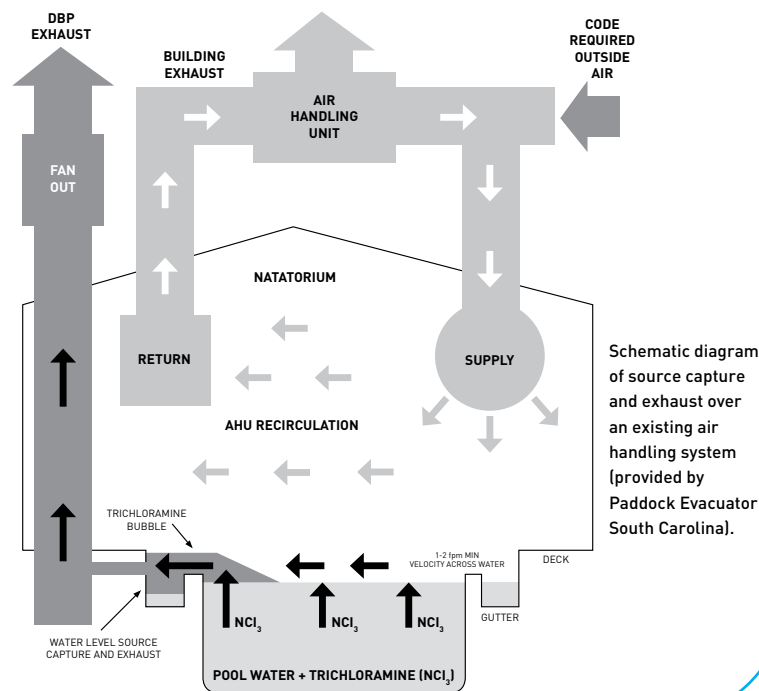 DBP
EXHAUST
BUILDING
EXHAUST
CODE
REQUIRED
OUTSIDE
AIR
AIR
HANDLING
UNIT
FAN
OUT
NATATORIUM
RETURN
SUPPLY
AHU RECIRCULATION
Schematic diagram
of source capture
and exhaust over
an existing air
handling system
(provided by
Paddock Evacuator
South Carolina).
TRICHLORAMINE
BUBBLE
1-2 fpm MIN
VELOCITY ACROSS WATER
DECK
GUTTER
NCl₃
NCl₃
NCl₃
WATER LEVEL SOURCE
CAPTURE AND EXHAUST
POOL WATER + TRICHLORAMINE (NCl₃)